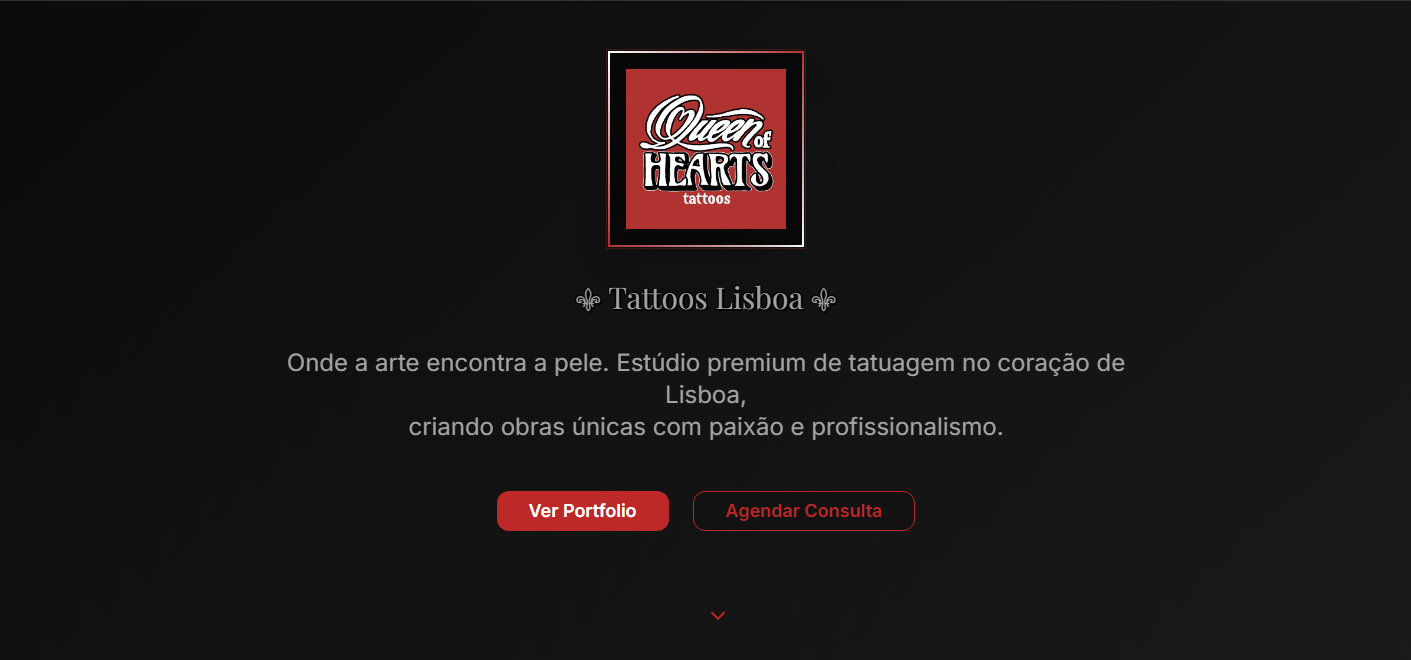 Queen of
HEARTS
tattoos
⚜ Tattoos Lisboa ⚜
Onde a arte encontra a pele. Estúdio premium de tatuagem no coração de
Lisboa,
criando obras únicas com paixão e profissionalismo.
Ver Portfolio
Agendar Consulta